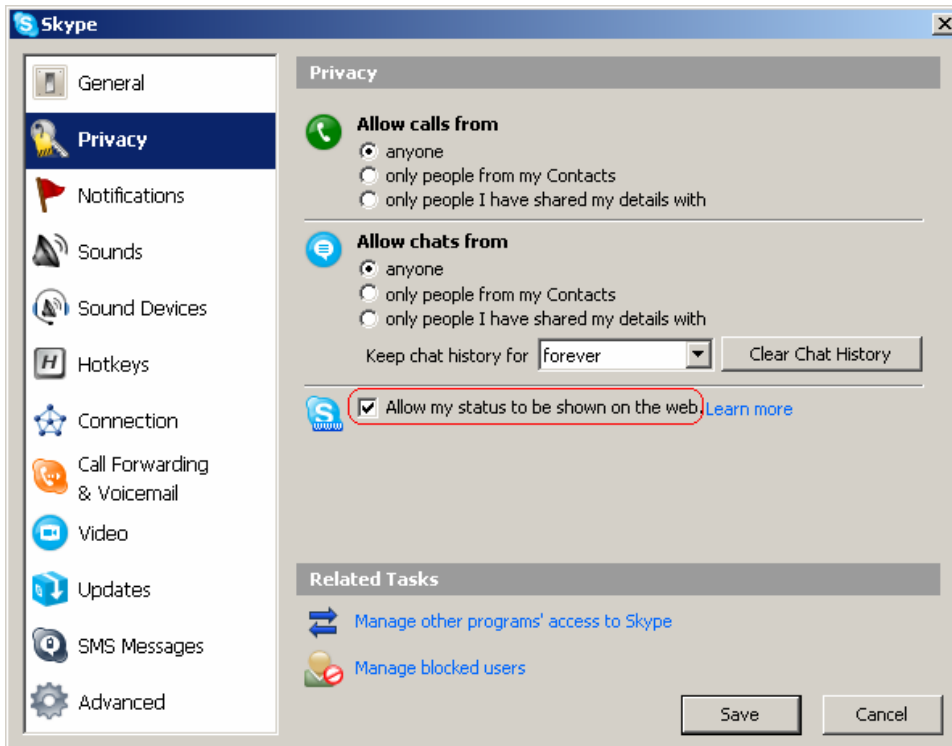 Skype
General
Privacy
Notifications
Sounds
Sound Devices
H Hotkeys
Connection
Call Forwarding
& Voicemail
Video
Updates
SMS Messages
Advanced
Privacy
Allow calls from
anyone
only people from my Contacts
only people I have shared my details with
Allow chats from
anyone
only people from my Contacts
only people I have shared my details with
Keep chat history for forever Clear Chat History
Allow my status to be shown on the web. Learn more
Related Tasks
Manage other programs' access to Skype
Manage blocked users
Save Cancel